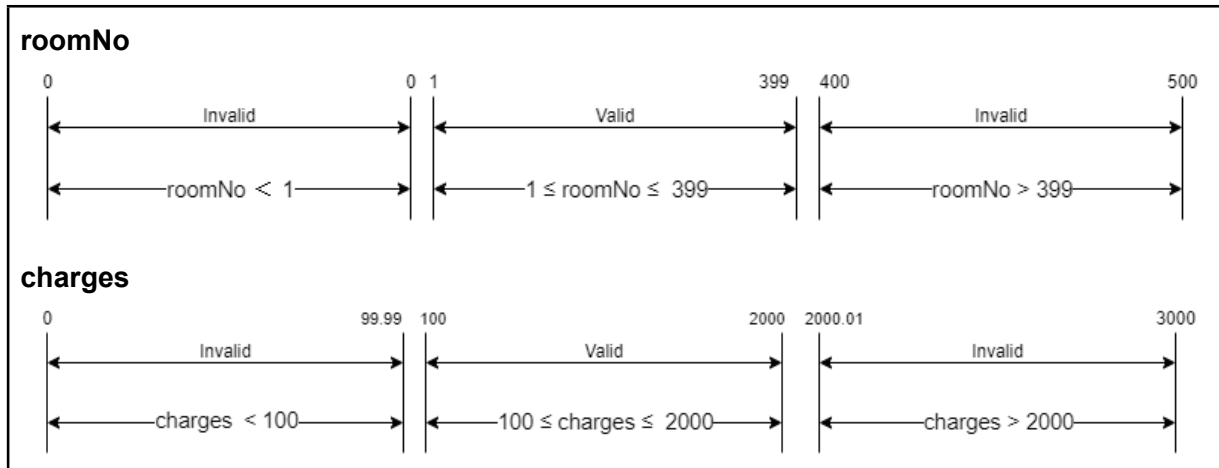 roomNo
0 0 1 399 400 500
Invalid Valid Invalid
roomNo < 1 1 ≤ roomNo ≤ 399 roomNo > 399
charges
0 99.99 100 2000 2000.01 3000
Invalid Valid Invalid
charges < 100 100 ≤ charges ≤ 2000 charges > 2000